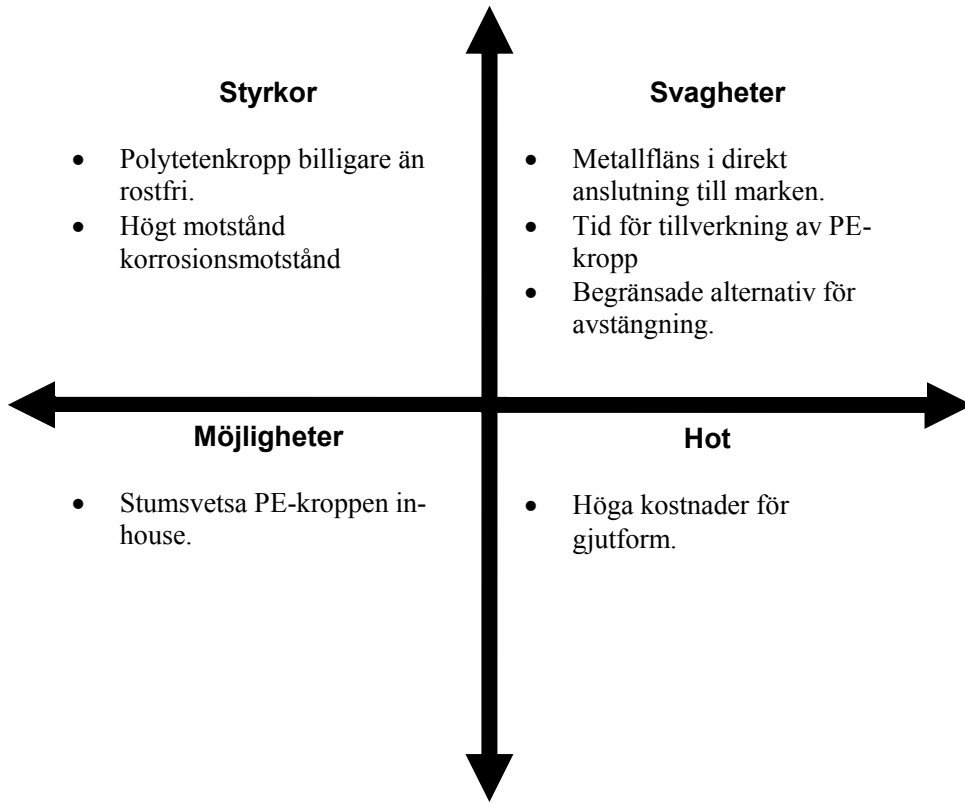 Styrkor
• Polytetenkropp billigare än
rostfri.
• Högt motstånd
korrosionsmotstånd
Svagheter
• Metallfläns i direkt
anslutning till marken.
• Tid för tillverkning av PE-
kropp
• Begränsade alternativ för
avstängning.
Möjligheter
• Stumsvetsa PE-kroppen in-
house.
Hot
• Höga kostnader för
gjutform.